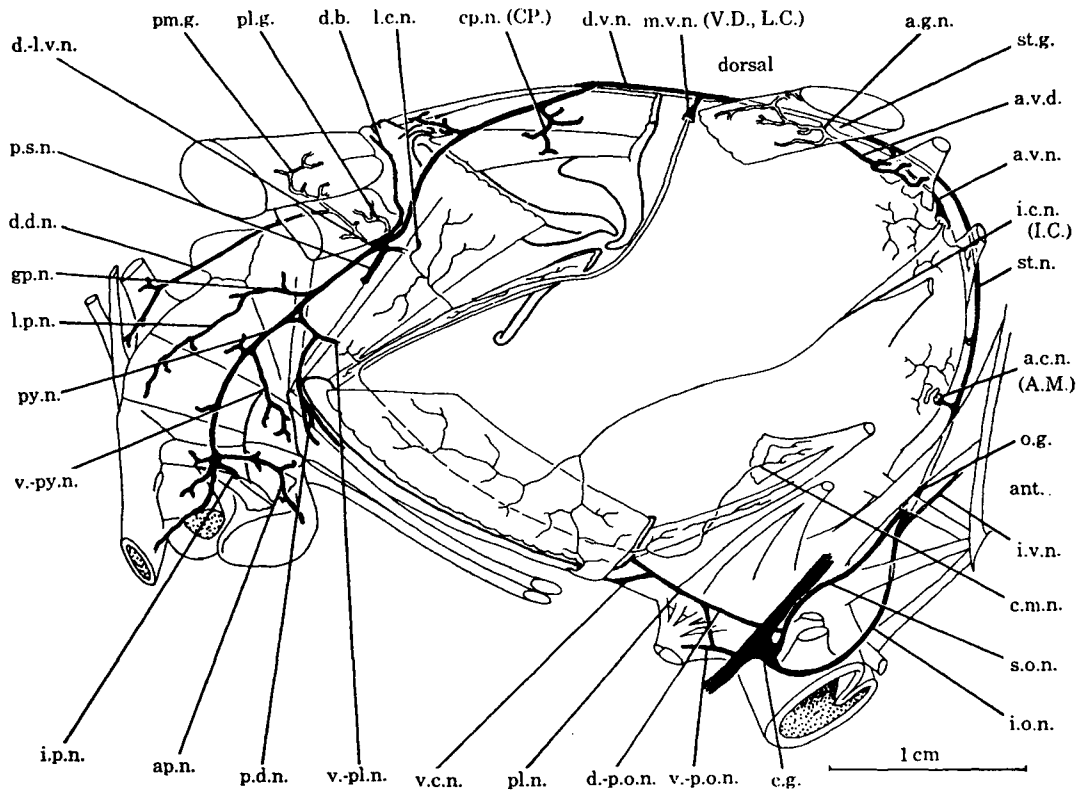 pm.g.
pl.g.
d.b.
l.c.n.
cp.n. (CP.)
d.v.n.
m.v.n. (V.D., L.C.)
a.g.n.
d.-l.v.n.
dorsal
st.g.
a.v.d.
p.s.n.
a.v.n.
d.d.n.
i.c.n.
(I.C.)
gp.n.
st.n.
l.p.n.
a.c.n.
(A.M.)
py.n.
o.g.
v.-py.n.
ant.
i.v.n.
c.m.n.
s.o.n.
i.o.n.
i.p.n.
ap.n.
p.d.n.
v.-pl.n.
v.c.n.
pl.n.
d.-p.o.n.
v.-p.o.n.
c.g.
1 cm